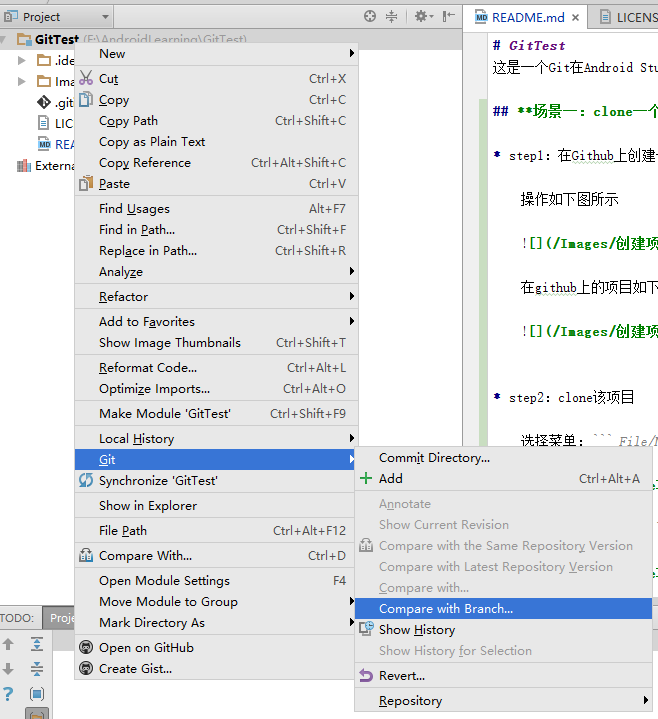 Project
README.md
LICENS
GitTest (E:\AndroidLearning\GitTest)
.ide
Ima
.git
LIC
REA
Externa
New
Cut Ctrl+X
Copy Ctrl+C
Copy Path Ctrl+Shift+C
Copy as Plain Text
Copy Reference Ctrl+Alt+Shift+C
Paste Ctrl+V
Find Usages Alt+F7
Find in Path... Ctrl+Shift+F
Replace in Path... Ctrl+Shift+R
Analyze
Refactor
Add to Favorites
Show Image Thumbnails Ctrl+Shift+T
Reformat Code... Ctrl+Alt+L
Optimize Imports... Ctrl+Alt+O
Make Module 'GitTest' Ctrl+Shift+F9
Local History
Git
Synchronize 'GitTest'
Show in Explorer
File Path Ctrl+Alt+F12
Compare With... Ctrl+D
Open Module Settings F4
Move Module to Group
Mark Directory As
Open on GitHub
Create Gist...
TODO: Proje
# GitTest
这是一个Git在Android Stu
## **场景一：clone一个
* step1：在Github上创建
操作如下图所示
![](/Images/创建项
在github上的项目如下
![](/Images/创建项
* step2：clone该项目
选择菜单：``` File/N
Commit Directory...
Add Ctrl+Alt+A
Annotate
Show Current Revision
Compare with the Same Repository Version
Compare with Latest Repository Version
Compare with...
Compare with Branch...
Show History
Show History for Selection
Revert...
Repository